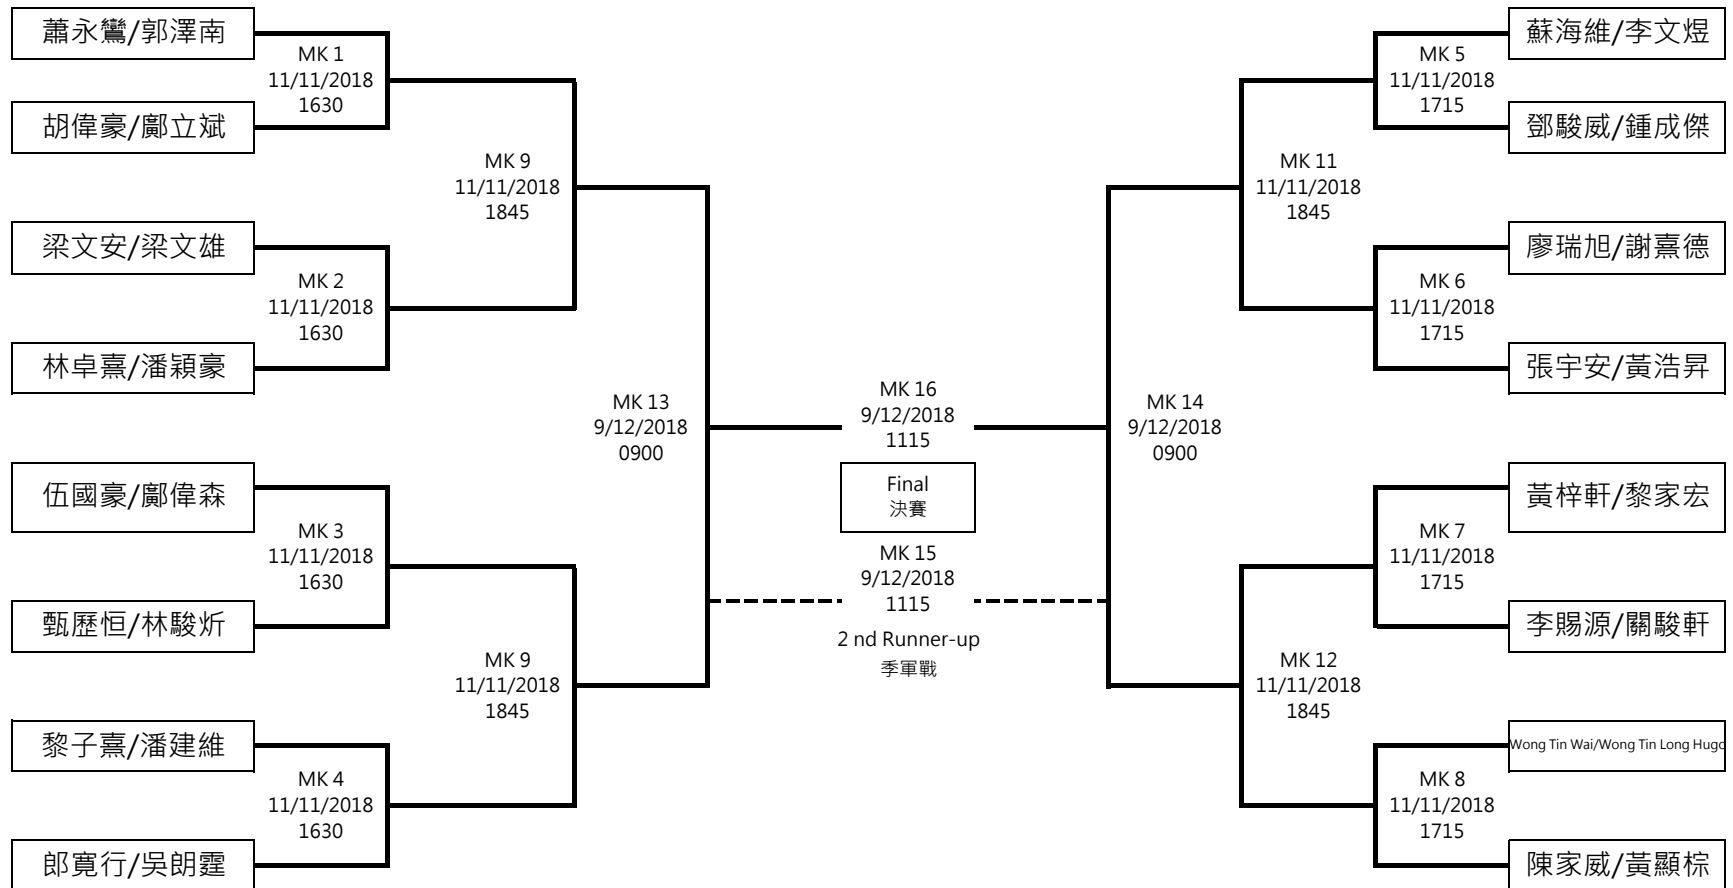 蕭永鸞/郭澤南
MK 1
11/11/2018
1630
胡偉豪/鄺立斌
MK 9
11/11/2018
1845
梁文安/梁文雄
MK 2
11/11/2018
1630
林卓熹/潘穎豪
MK 13
9/12/2018
0900
伍國豪/鄺偉森
MK 3
11/11/2018
1630
甄歷恒/林駿炘
MK 9
11/11/2018
1845
黎子熹/潘建維
MK 4
11/11/2018
1630
郎寬行/吳朗霆
MK 16
9/12/2018
1115
Final
決賽
MK 15
9/12/2018
1115
2 nd Runner-up
季軍戰
蘇海維/李文煜
MK 5
11/11/2018
1715
鄧駿威/鍾成傑
MK 11
11/11/2018
1845
廖瑞旭/謝熹德
MK 6
11/11/2018
1715
張宇安/黃浩昇
MK 14
9/12/2018
0900
黃梓軒/黎家宏
MK 7
11/11/2018
1715
李賜源/關駿軒
MK 12
11/11/2018
1845
Wong Tin Wai/Wong Tin Long Hugo
MK 8
11/11/2018
1715
陳家威/黃顯棕